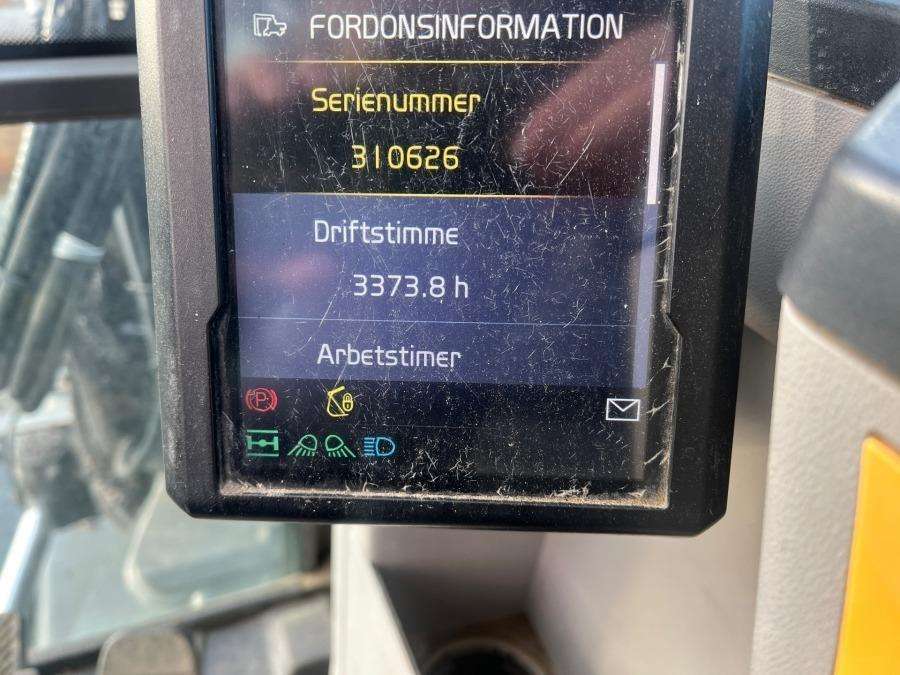 FORDONSINFORMATION
Serienummer
310626
Driftstimme
3373.8 h
Arbetstimer
P